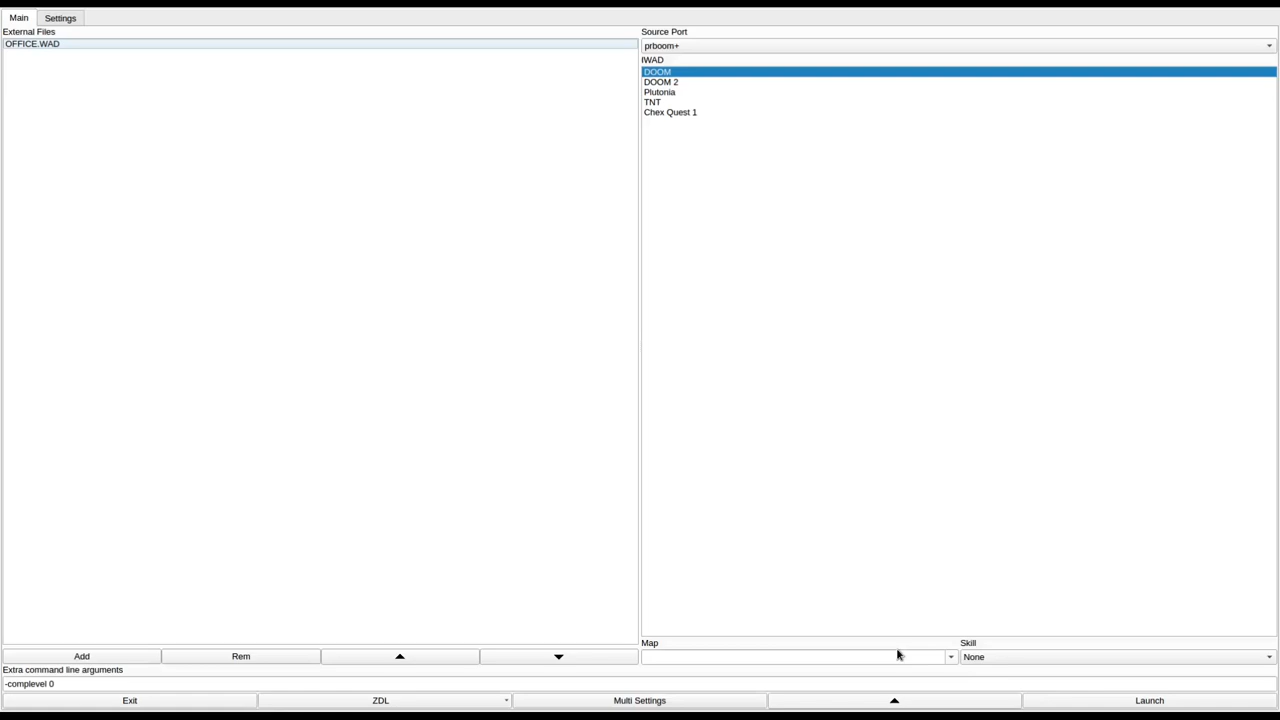 Main
Settings
External Files
OFFICE.WAD
Source Port
prboom+
IWAD
DOOM
DOOM 2
Plutonia
TNT
Chex Quest 1
Map
Skill
Add
Rem
None
Extra command line arguments
-complevel 0
Exit
ZDL
Multi Settings
Launch